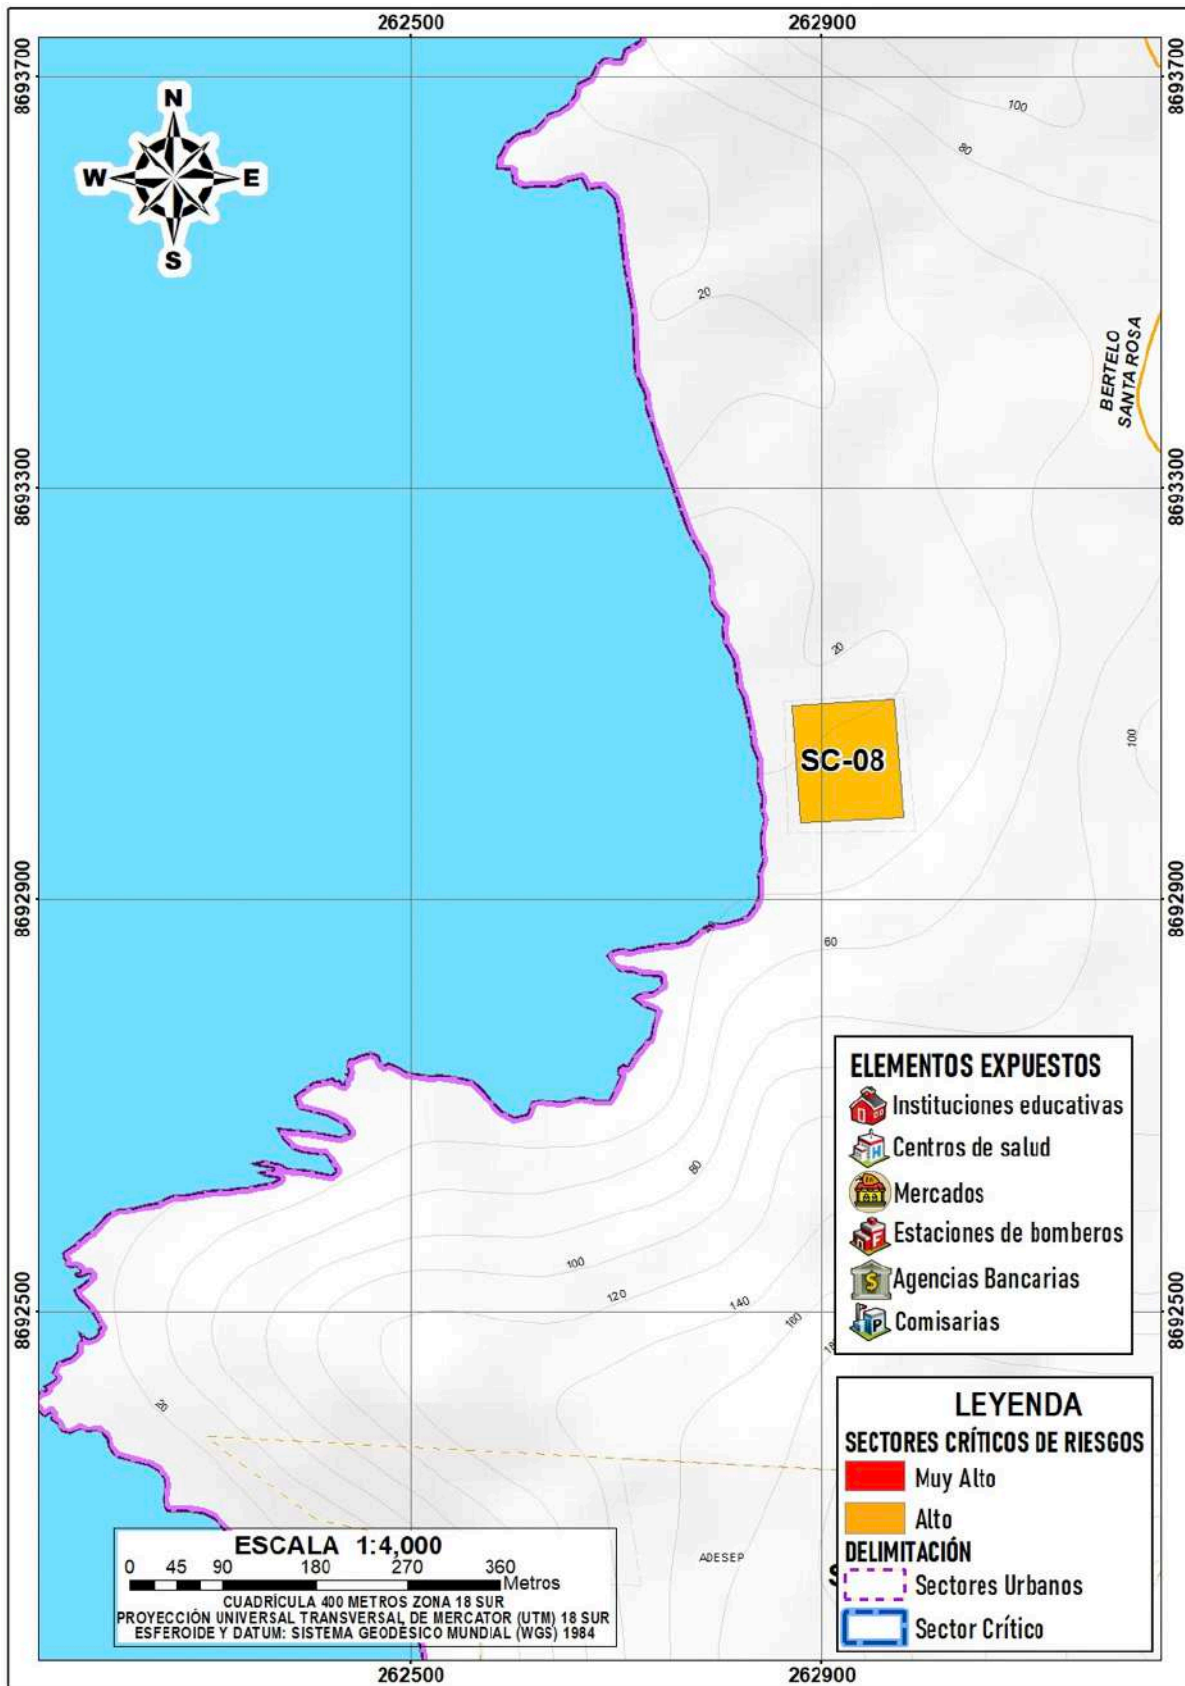 262500
262900
8693700
8693700
N
W
E
S
100
80
20
BERTELO
SANTA ROSA
8693300
8693300
20
SC-08
100
8692900
8692900
60
ELEMENTOS EXPUESTOS
Instituciones educativas
Centros de salud
Mercados
Estaciones de bomberos
Agencias Bancarias
Comisarias
80
100
120
140
160
8692500
8692500
20
LEYENDA
SECTORES CRÍTICOS DE RIESGOS
Muy Alto
Alto
DELIMITACIÓN
Sectores Urbanos
Sector Crítico
ESCALA 1:4,000
0 45 90 180 270 360
Metros
CUADRÍCULA 400 METROS ZONA 18 SUR
PROYECCIÓN UNIVERSAL TRANSVERSAL DE MERCATOR (UTM) 18 SUR
ESFEROIDE Y DATUM: SISTEMA GEODÉSICO MUNDIAL (WGS) 1984
ADESEP
262500
262900